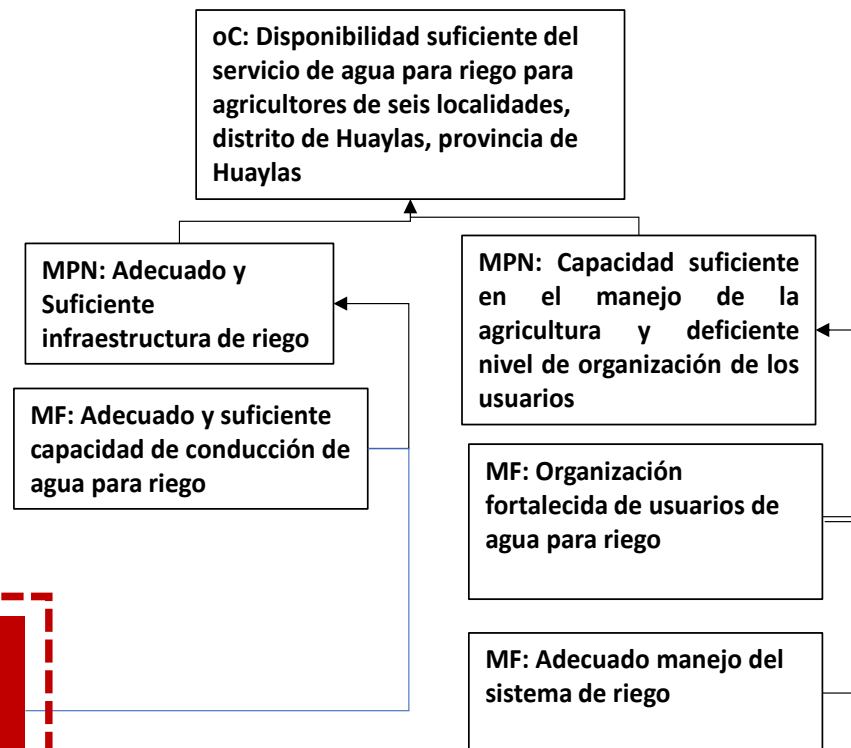 oC: Disponibilidad suficiente del
servicio de agua para riego para
agricultores de seis localidades,
distrito de Huaylas, provincia de
Huaylas
MPN: Adecuado y
Suficiente
infraestructura de riego
MPN: Capacidad suficiente
en el manejo de la
agricultura y deficiente
nivel de organización de los
usuarios
MF: Adecuado y suficiente
capacidad de conducción de
agua para riego
MF: Organización
fortalecida de usuarios de
agua para riego
MF: Adecuado manejo del
sistema de riego